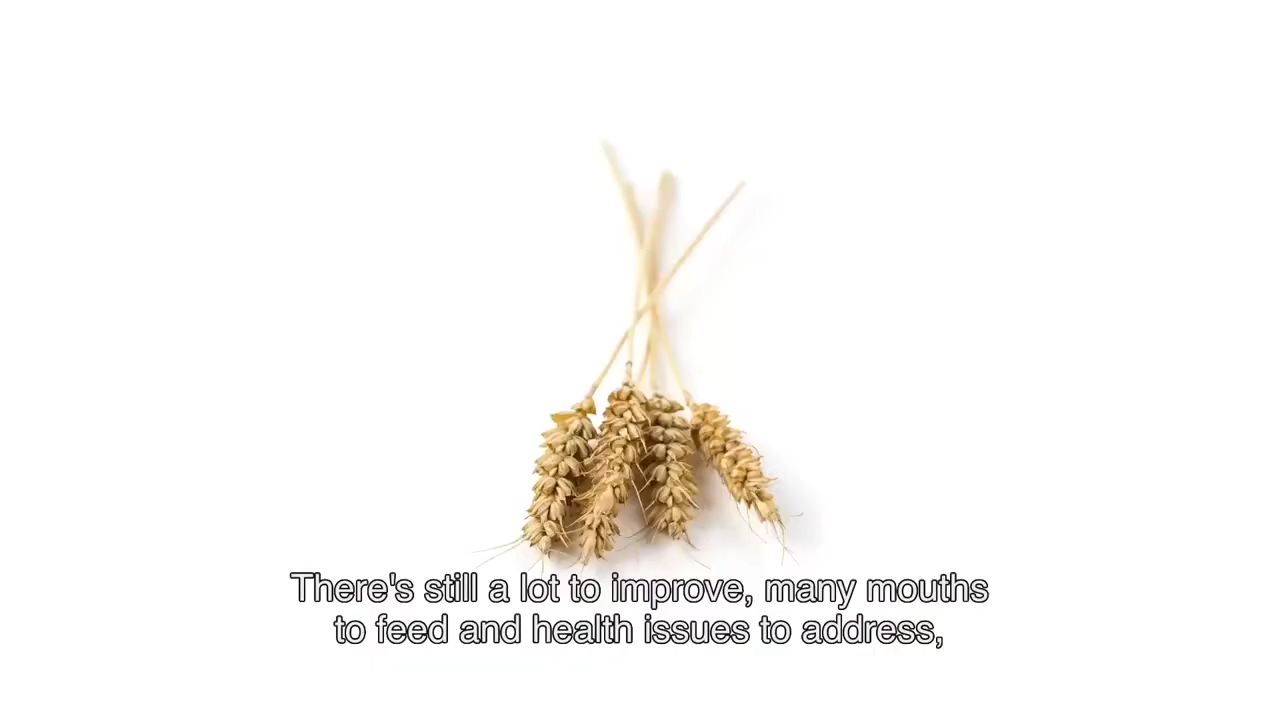 There's still a lot to improve, many mouths
to feed and health issues to address,